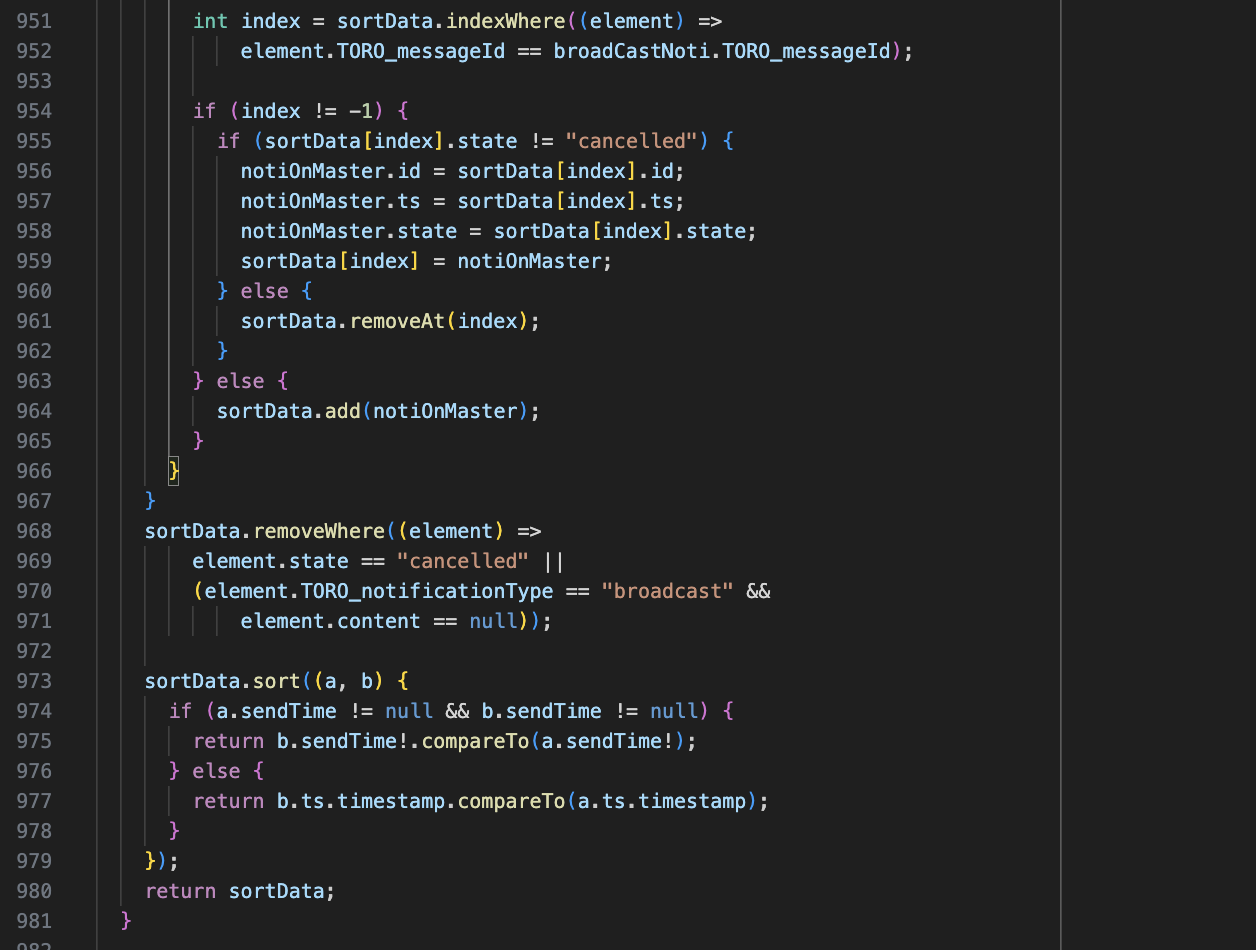 951 int index = sortData.indexWhere((element) =>
952 element.TORO_messageId == broadCastNoti.TORO_messageId);
953
954 if (index != -1) {
955 if (sortData[index].state != "cancelled") {
956 notiOnMaster.id = sortData[index].id;
957 notiOnMaster.ts = sortData[index].ts;
958 notiOnMaster.state = sortData[index].state;
959 sortData[index] = notiOnMaster;
960 } else {
961 sortData.removeAt(index);
962 }
963 } else {
964 sortData.add(notiOnMaster);
965 }
966 }
967 }
968 sortData.removeWhere((element) =>
969 element.state == "cancelled" ||
970 (element.TORO_notificationType == "broadcast" &&
971 element.content == null));
972
973 sortData.sort((a, b) {
974 if (a.sendTime != null && b.sendTime != null) {
975 return b.sendTime!.compareTo(a.sendTime!);
976 } else {
977 return b.ts.timestamp.compareTo(a.ts.timestamp);
978 }
979 });
980 return sortData;
981 }
982